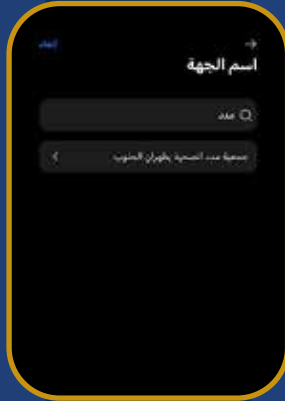 إلغاء
اسم الجهة
مدد
جمعية مدد الصحية بظهران الجنوب